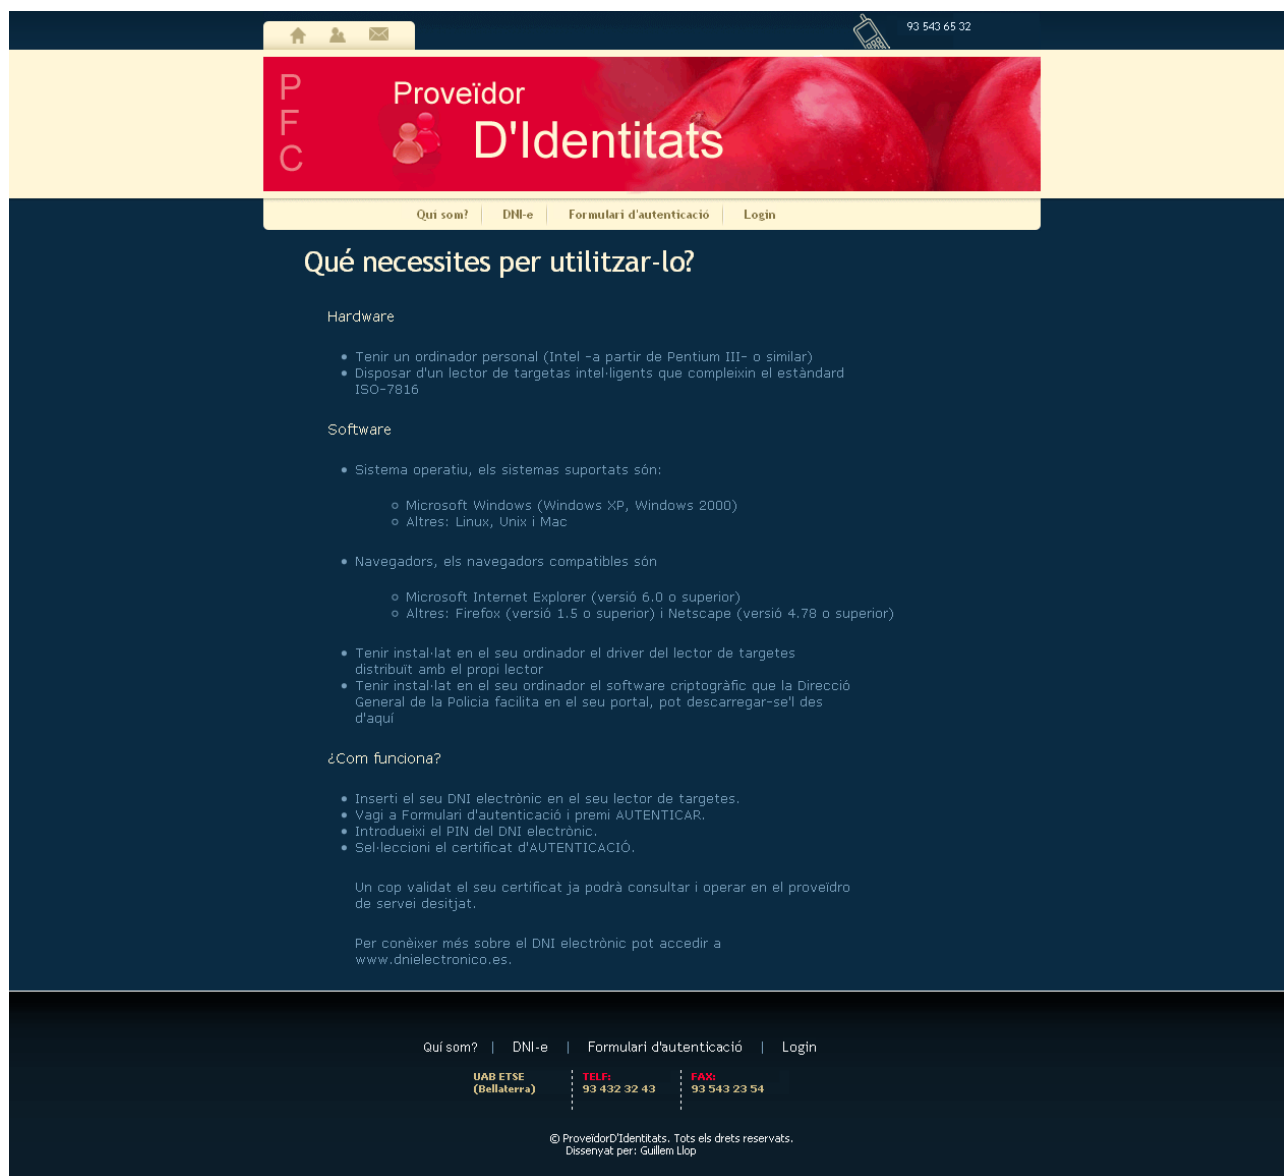 93 543 65 32
P
F
C
Proveïdor
D'Identitats
Qui som? DNI-e Formulari d'autenticació Login
Qué necessites per utilitzar-lo?
Hardware
Tenir un ordinador personal (Intel -a partir de Pentium III- o similar)
Disposar d'un lector de targetas intel·ligents que compleixin el estàndard
ISO-7816
Software
Sistema operatiu, els sistemas suportats són:
Microsoft Windows (Windows XP, Windows 2000)
Altres: Linux, Unix i Mac
Navegadors, els navegadors compatibles són
Microsoft Internet Explorer (versió 6.0 o superior)
Altres: Firefox (versió 1.5 o superior) i Netscape (versió 4.78 o superior)
Tenir instal·lat en el seu ordinador el driver del lector de targetes
distribuït amb el propi lector
Tenir instal·lat en el seu ordinador el software criptogràfic que la Direcció
General de la Policia facilita en el seu portal, pot descarregar-se'l des
d'aquí
¿Com funciona?
Inserti el seu DNI electrònic en el seu lector de targetes.
Vagi a Formulari d'autenticació i premi AUTENTICAR.
Introdueixi el PIN del DNI electrònic.
Sel·leccioni el certificat d'AUTENTICACIÓ.
Un cop validat el seu certificat ja podrà consultar i operar en el proveïdro
de servei desitjat.
Per conèixer més sobre el DNI electrònic pot accedir a
www.dnielectronico.es.
Quí som? | DNI-e | Formulari d'autenticació | Login
UAB ETSE TELF: FAX:
(Bellaterra) 93 432 32 43 93 543 23 54
© ProveïdorD'Identitats. Tots els drets reservats.
Dissenyat per: Guillem Llop